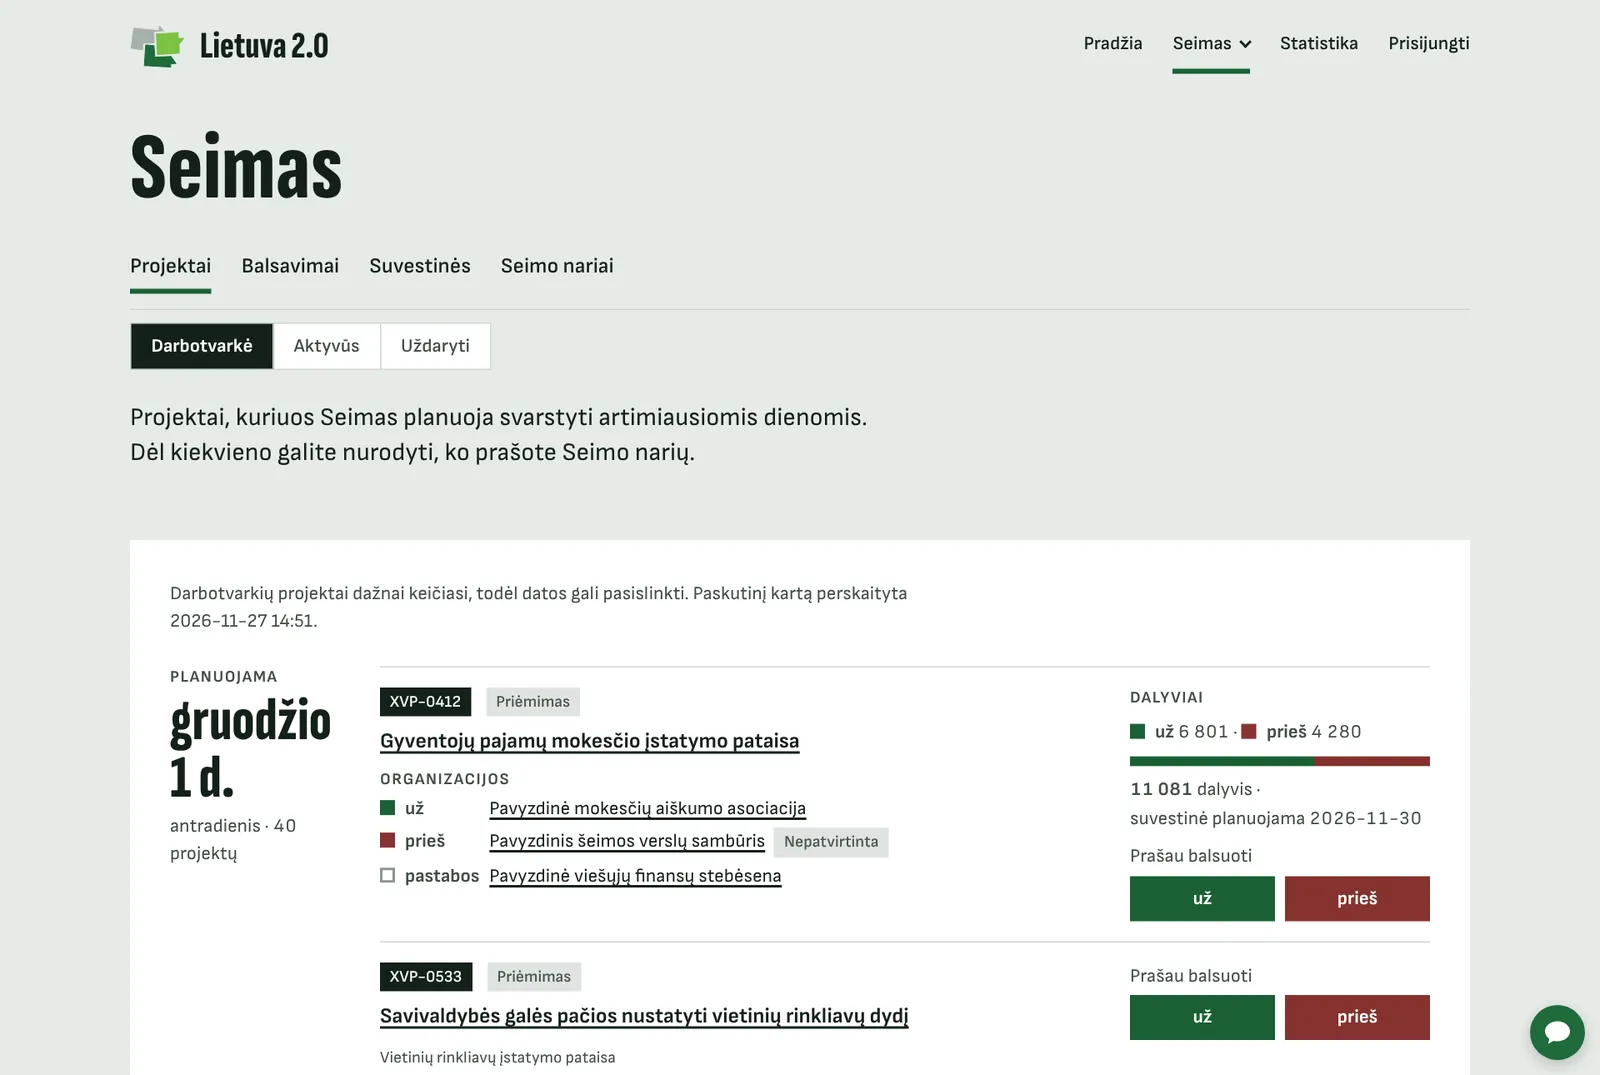 Lietuva 2.0
Pradžia
Seimas
Statistika
Prisijungti
Seimas
Projektai
Balsavimai
Suvestinės
Seimo nariai
Darbotvarkė
Aktyvūs
Uždaryti
Projektai, kuriuos Seimas planuoja svarstyti artimiausiomis dienomis.
Dėl kiekvieno galite nurodyti, ko prašote Seimo narių.
Darbotvarkių projektai dažnai keičiasi, todėl datos gali pasislinkti. Paskutinį kartą perskaityta
2026-11-27 14:51.
PLANUOJAMA
gruodžio
1 d.
antradienis · 40
projektų
XVP-0412
Priėmimas
Gyventojų pajamų mokesčio įstatymo pataisa
ORGANIZACIJOS
už Pavyzdinė mokesčių aiškumo asociacija
prieš Pavyzdinis šeimos verslų sambūris Nepatvirtinta
pastabos Pavyzdinė viešųjų finansų stebėsena
DALYVIAI
už 6 801 · prieš 4 280
11 081 dalyvis ·
suvestinė planuojama 2026-11-30
Prašau balsuoti
už
prieš
XVP-0533
Priėmimas
Savivaldybės galės pačios nustatyti vietinių rinkliavų dydį
Vietinių rinkliavų įstatymo pataisa
Prašau balsuoti
už
prieš